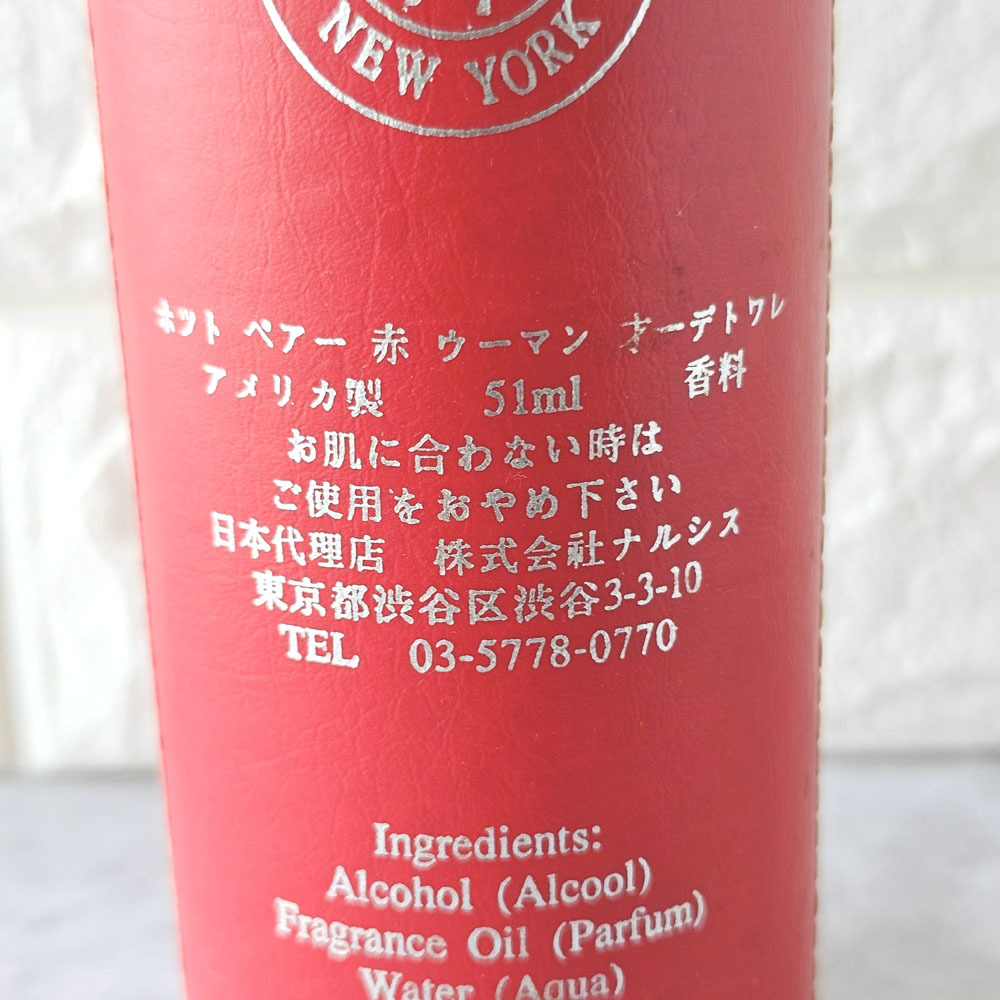 NEW YORK
ホット ペアー 赤 ウーマン オーデトワレ
アメリカ製 51ml 香料
お肌に合わない時は
ご使用をおやめ下さい
日本代理店 株式会社ナルシス
東京都渋谷区渋谷3-3-10
TEL 03-5778-0770
Ingredients:
Alcohol (Alcool)
Fragrance Oil (Parfum)
Water (Aqua)